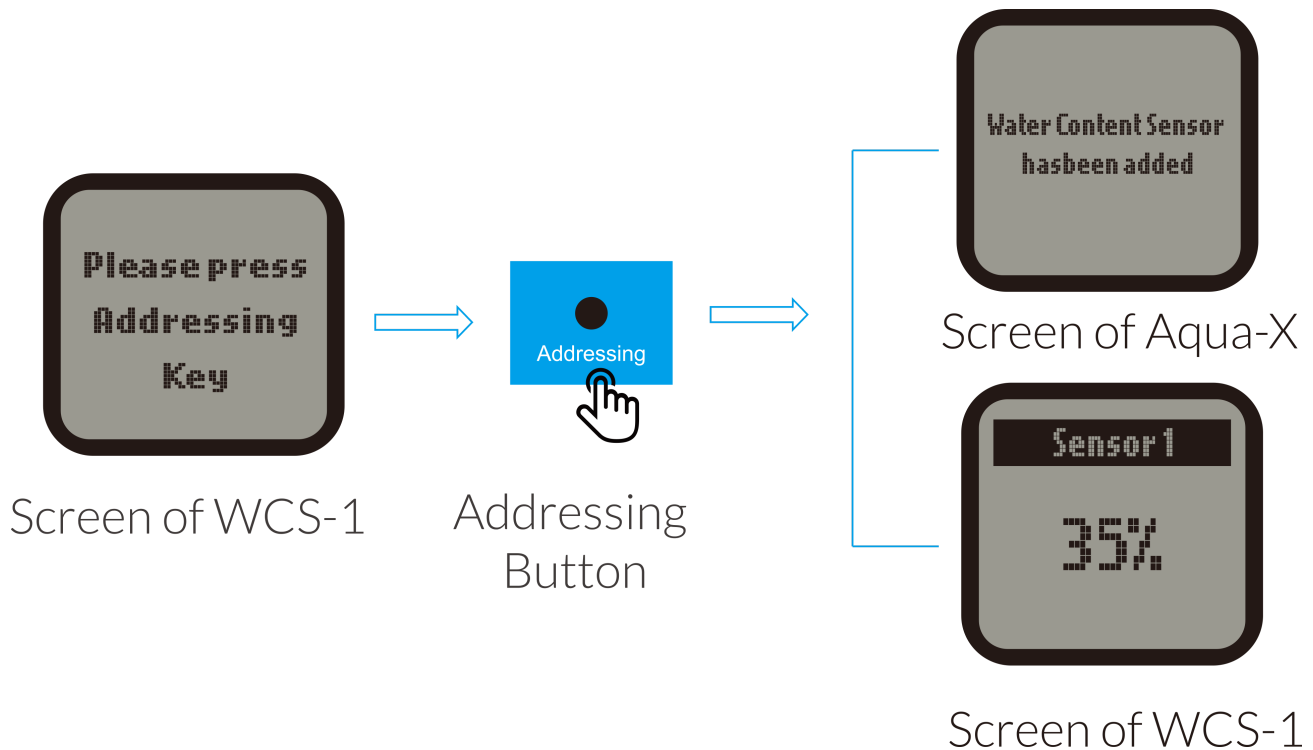 Please press
Addressing
Key
Screen of WCS-1
Addressing
Addressing
Button
Water Content Sensor
hasbeen added
Screen of Aqua-X
Sensor 1
35%
Screen of WCS-1